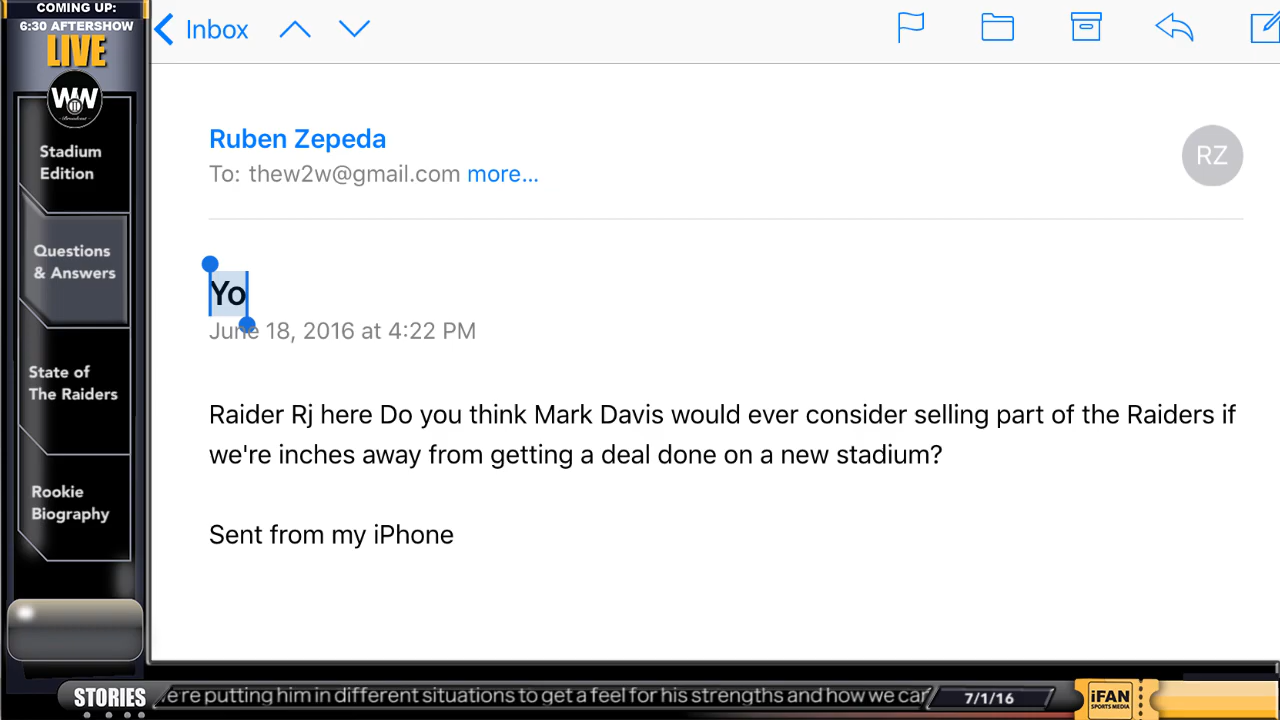 COMING UP:
6:30 AFTERSHOW
LIVE
WW
Stadium
Edition
Questions
& Answers
State of
The Raiders
Rookie
Biography
Inbox
Ruben Zepeda
RZ
To: thew2w@gmail.com more...
Yo
June 18, 2016 at 4:22 PM
Raider Rj here Do you think Mark Davis would ever consider selling part of the Raiders if
we're inches away from getting a deal done on a new stadium?
Sent from my iPhone
STORIES
e're putting him in different situations to get a feel for his strengths and how we can
7/1/16
iFAN
SPORTS MEDIA